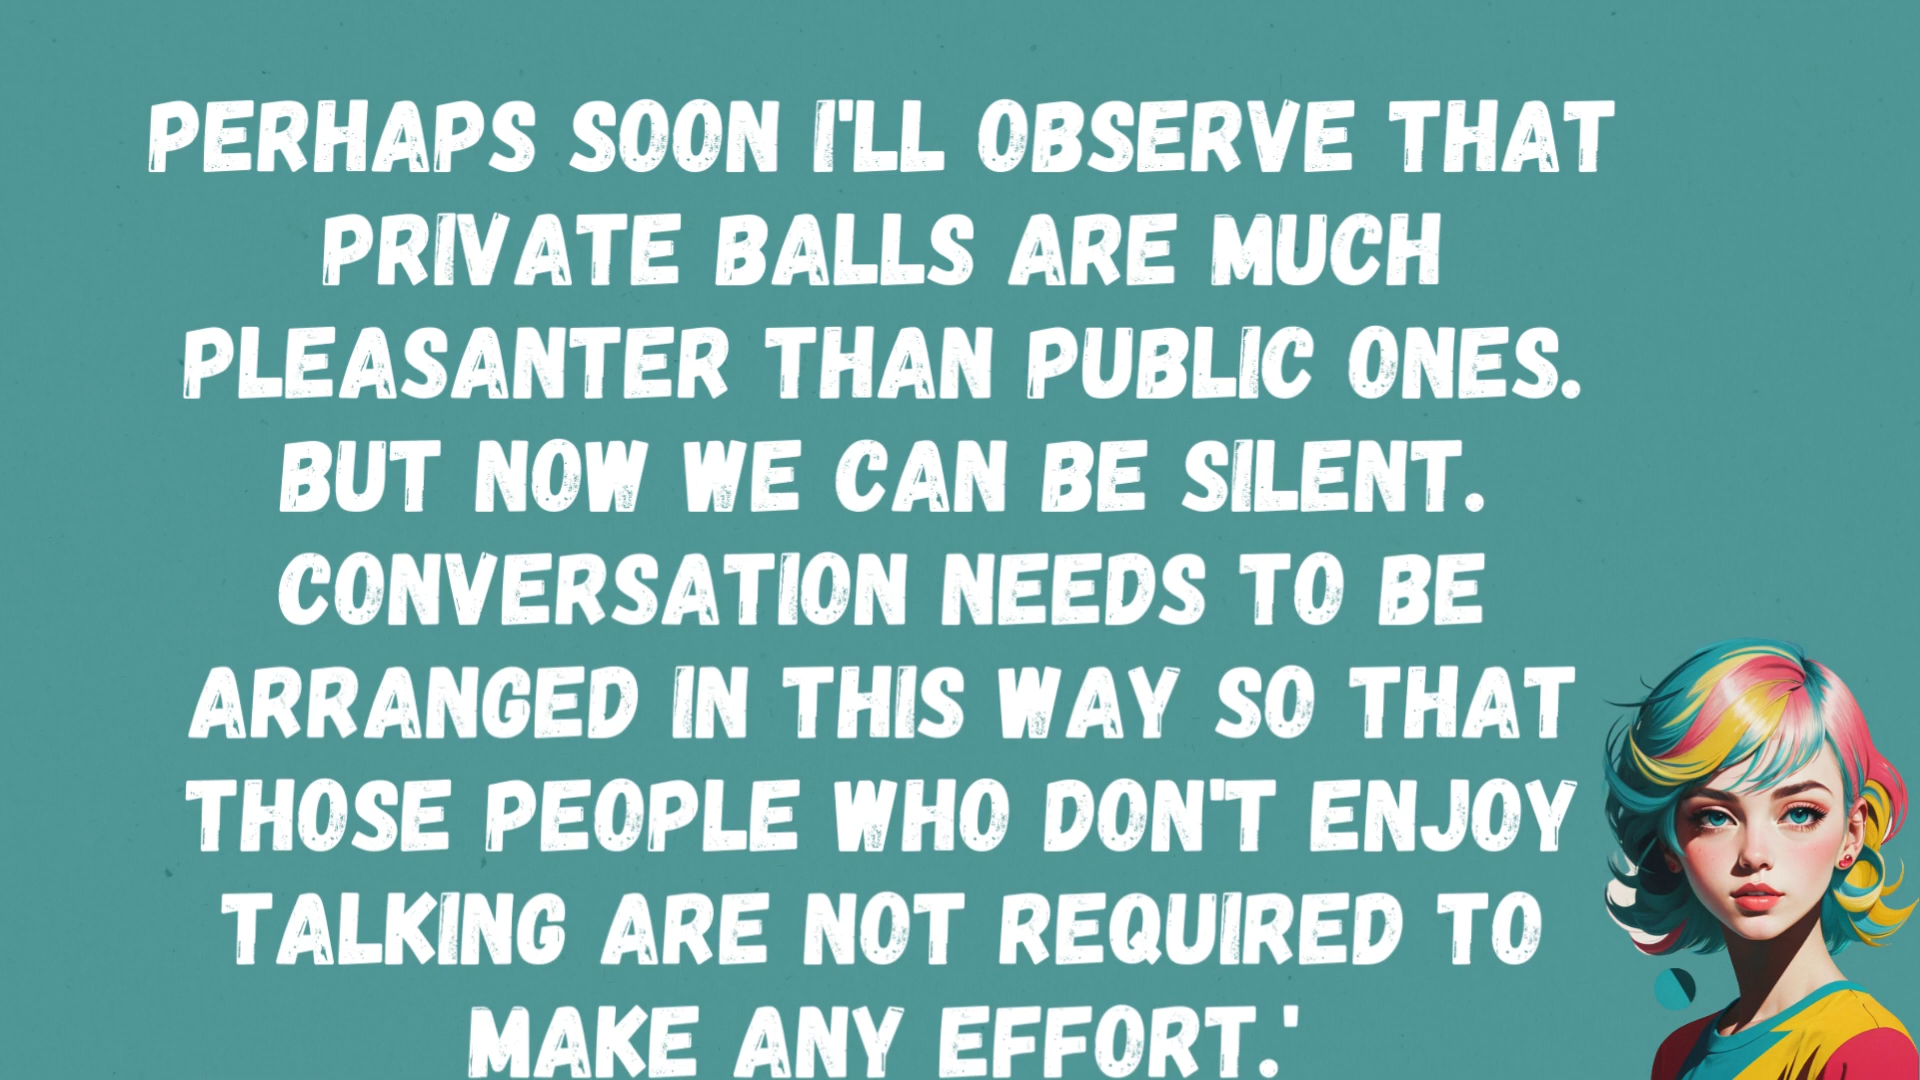 PERHAPS SOON I'LL OBSERVE THAT
PRIVATE BALLS ARE MUCH
PLEASANTER THAN PUBLIC ONES.
BUT NOW WE CAN BE SILENT.
CONVERSATION NEEDS TO BE
ARRANGED IN THIS WAY SO THAT
THOSE PEOPLE WHO DON'T ENJOY
TALKING ARE NOT REQUIRED TO
MAKE ANY EFFORT.'